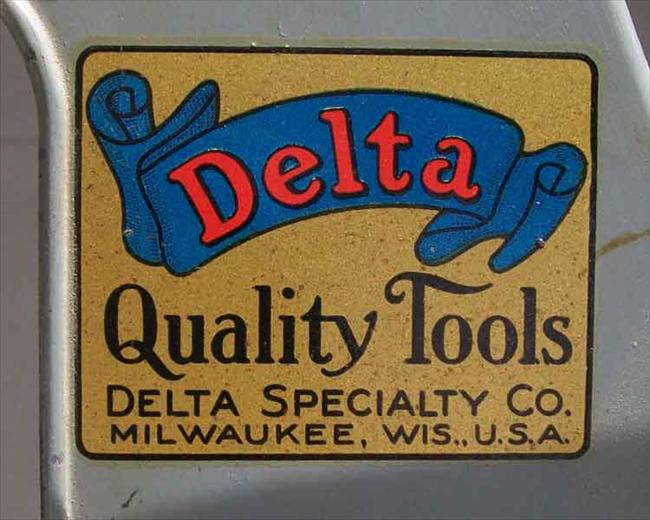 Delta
Quality Tools
DELTA SPECIALTY CO.
MILWAUKEE, WIS., U.S.A.